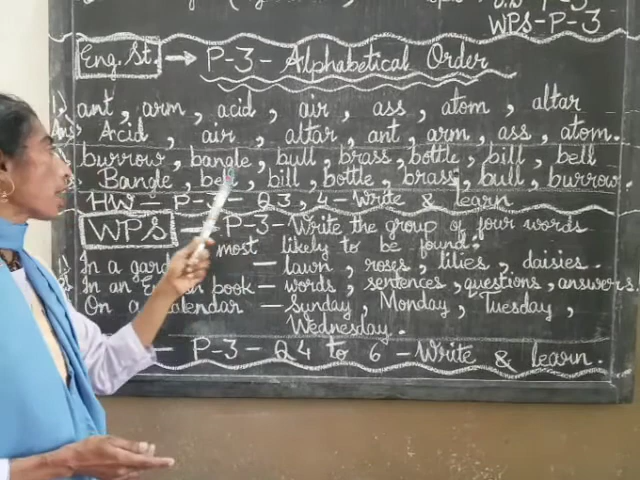 WPS-P-3
Eng. St. → P-3 - Alphabetical Order
1) ant, arm, acid, air, ass, atom, altar
Ans Acid, air, altar, ant, arm, ass, atom.
burrow, bangle, bull, brass, bottle, bill, bell
Bangle, bell, bill, bottle, brass, bull, burrow.
HW - P-3 - Q3, 4 - Write & learn
WPS - P-3 - Write the group of four words
most likely to be found:
In a - lawn, roses, lilies, daisies.
In an book - words, sentences, questions, answers.
On a calendar - Sunday, Monday, Tuesday,
Wednesday.
- P-3 - Q4 to 6 - Write & learn.